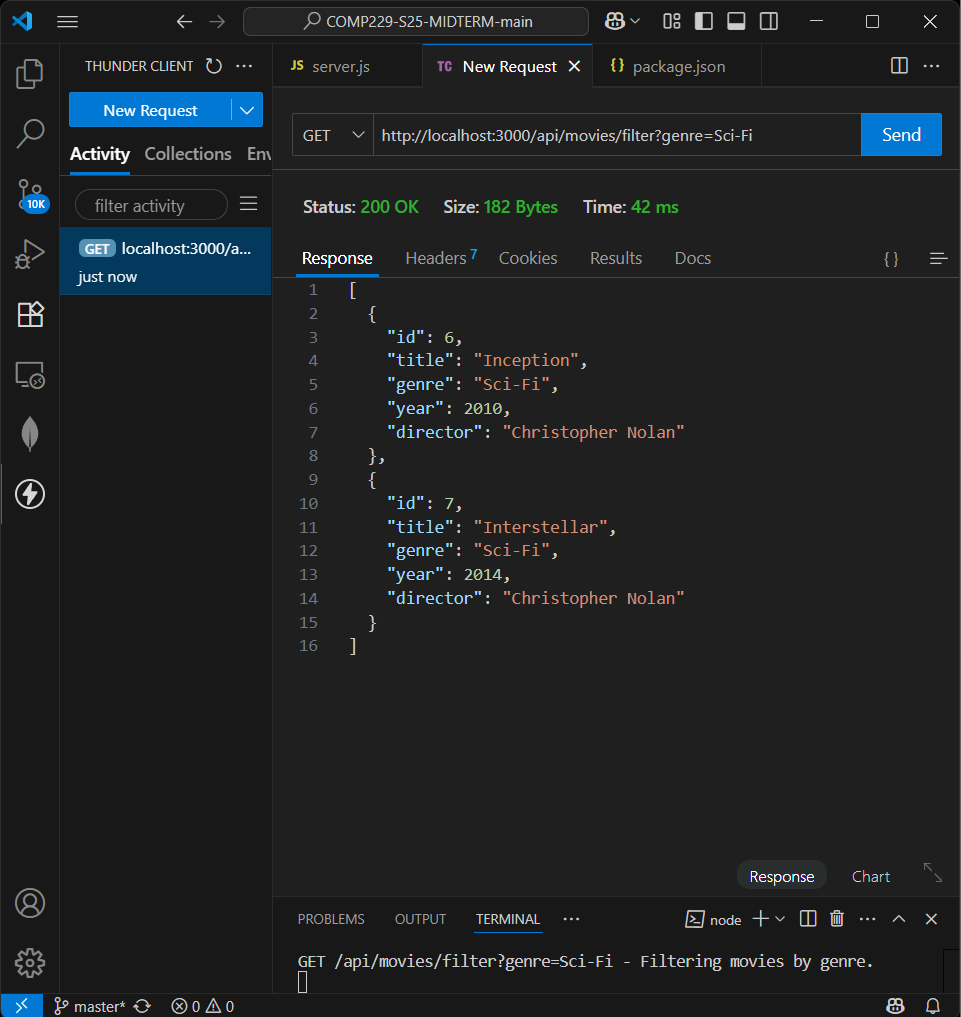 COMP229-S25-MIDTERM-main
THUNDER CLIENT
JS server.js
TC New Request
{} package.json
New Request
Activity Collections Env
filter activity
GET localhost:3000/a...
just now
10K
GET http://localhost:3000/api/movies/filter?genre=Sci-Fi Send
Status: 200 OK Size: 182 Bytes Time: 42 ms
Response Headers 7 Cookies Results Docs {}
1 [
2 {
3 "id": 6,
4 "title": "Inception",
5 "genre": "Sci-Fi",
6 "year": 2010,
7 "director": "Christopher Nolan"
8 },
9 {
10 "id": 7,
11 "title": "Interstellar",
12 "genre": "Sci-Fi",
13 "year": 2014,
14 "director": "Christopher Nolan"
15 }
16 ]
Response Chart
PROBLEMS OUTPUT TERMINAL ... node
GET /api/movies/filter?genre=Sci-Fi - Filtering movies by genre.
master* 0 0